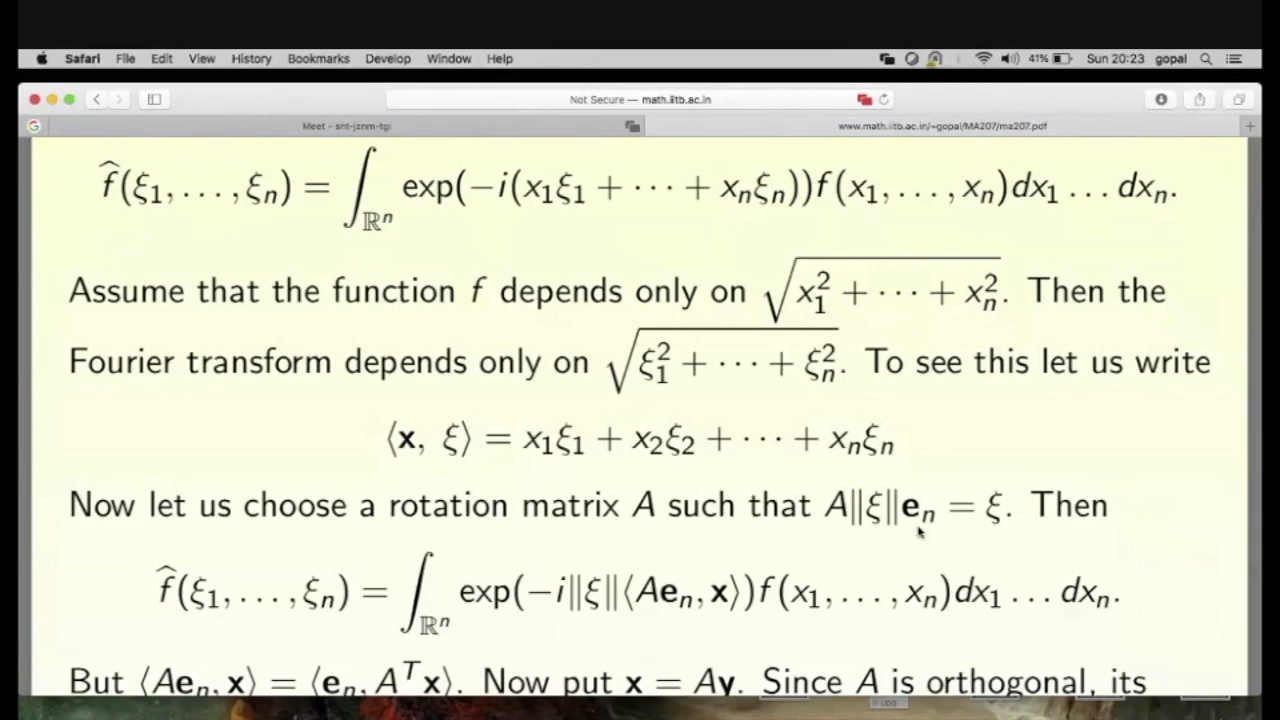 Safari File Edit View History Bookmarks Develop Window Help 41% Sun 20:23 gopal
Not Secure — math.iitb.ac.in
Meet - snt-jznm-tgi www.math.iitb.ac.in/~gopal/MA207/ma207.pdf
f̂(ξ₁, . . . , ξₙ) = ∫_{ℝⁿ} exp(−i(x₁ξ₁ + · · · + xₙξₙ))f(x₁, . . . , xₙ)dx₁ . . . dxₙ.
Assume that the function f depends only on √(x₁² + · · · + xₙ²). Then the
Fourier transform depends only on √(ξ₁² + · · · + ξₙ²). To see this let us write
⟨x, ξ⟩ = x₁ξ₁ + x₂ξ₂ + · · · + xₙξₙ
Now let us choose a rotation matrix A such that A‖ξ‖eₙ = ξ. Then
f̂(ξ₁, . . . , ξₙ) = ∫_{ℝⁿ} exp(−i‖ξ‖⟨Aeₙ, x⟩)f(x₁, . . . , xₙ)dx₁ . . . dxₙ.
But ⟨Aeₙ, x⟩ = ⟨eₙ, Aᵀx⟩. Now put x = Ay. Since A is orthogonal, its